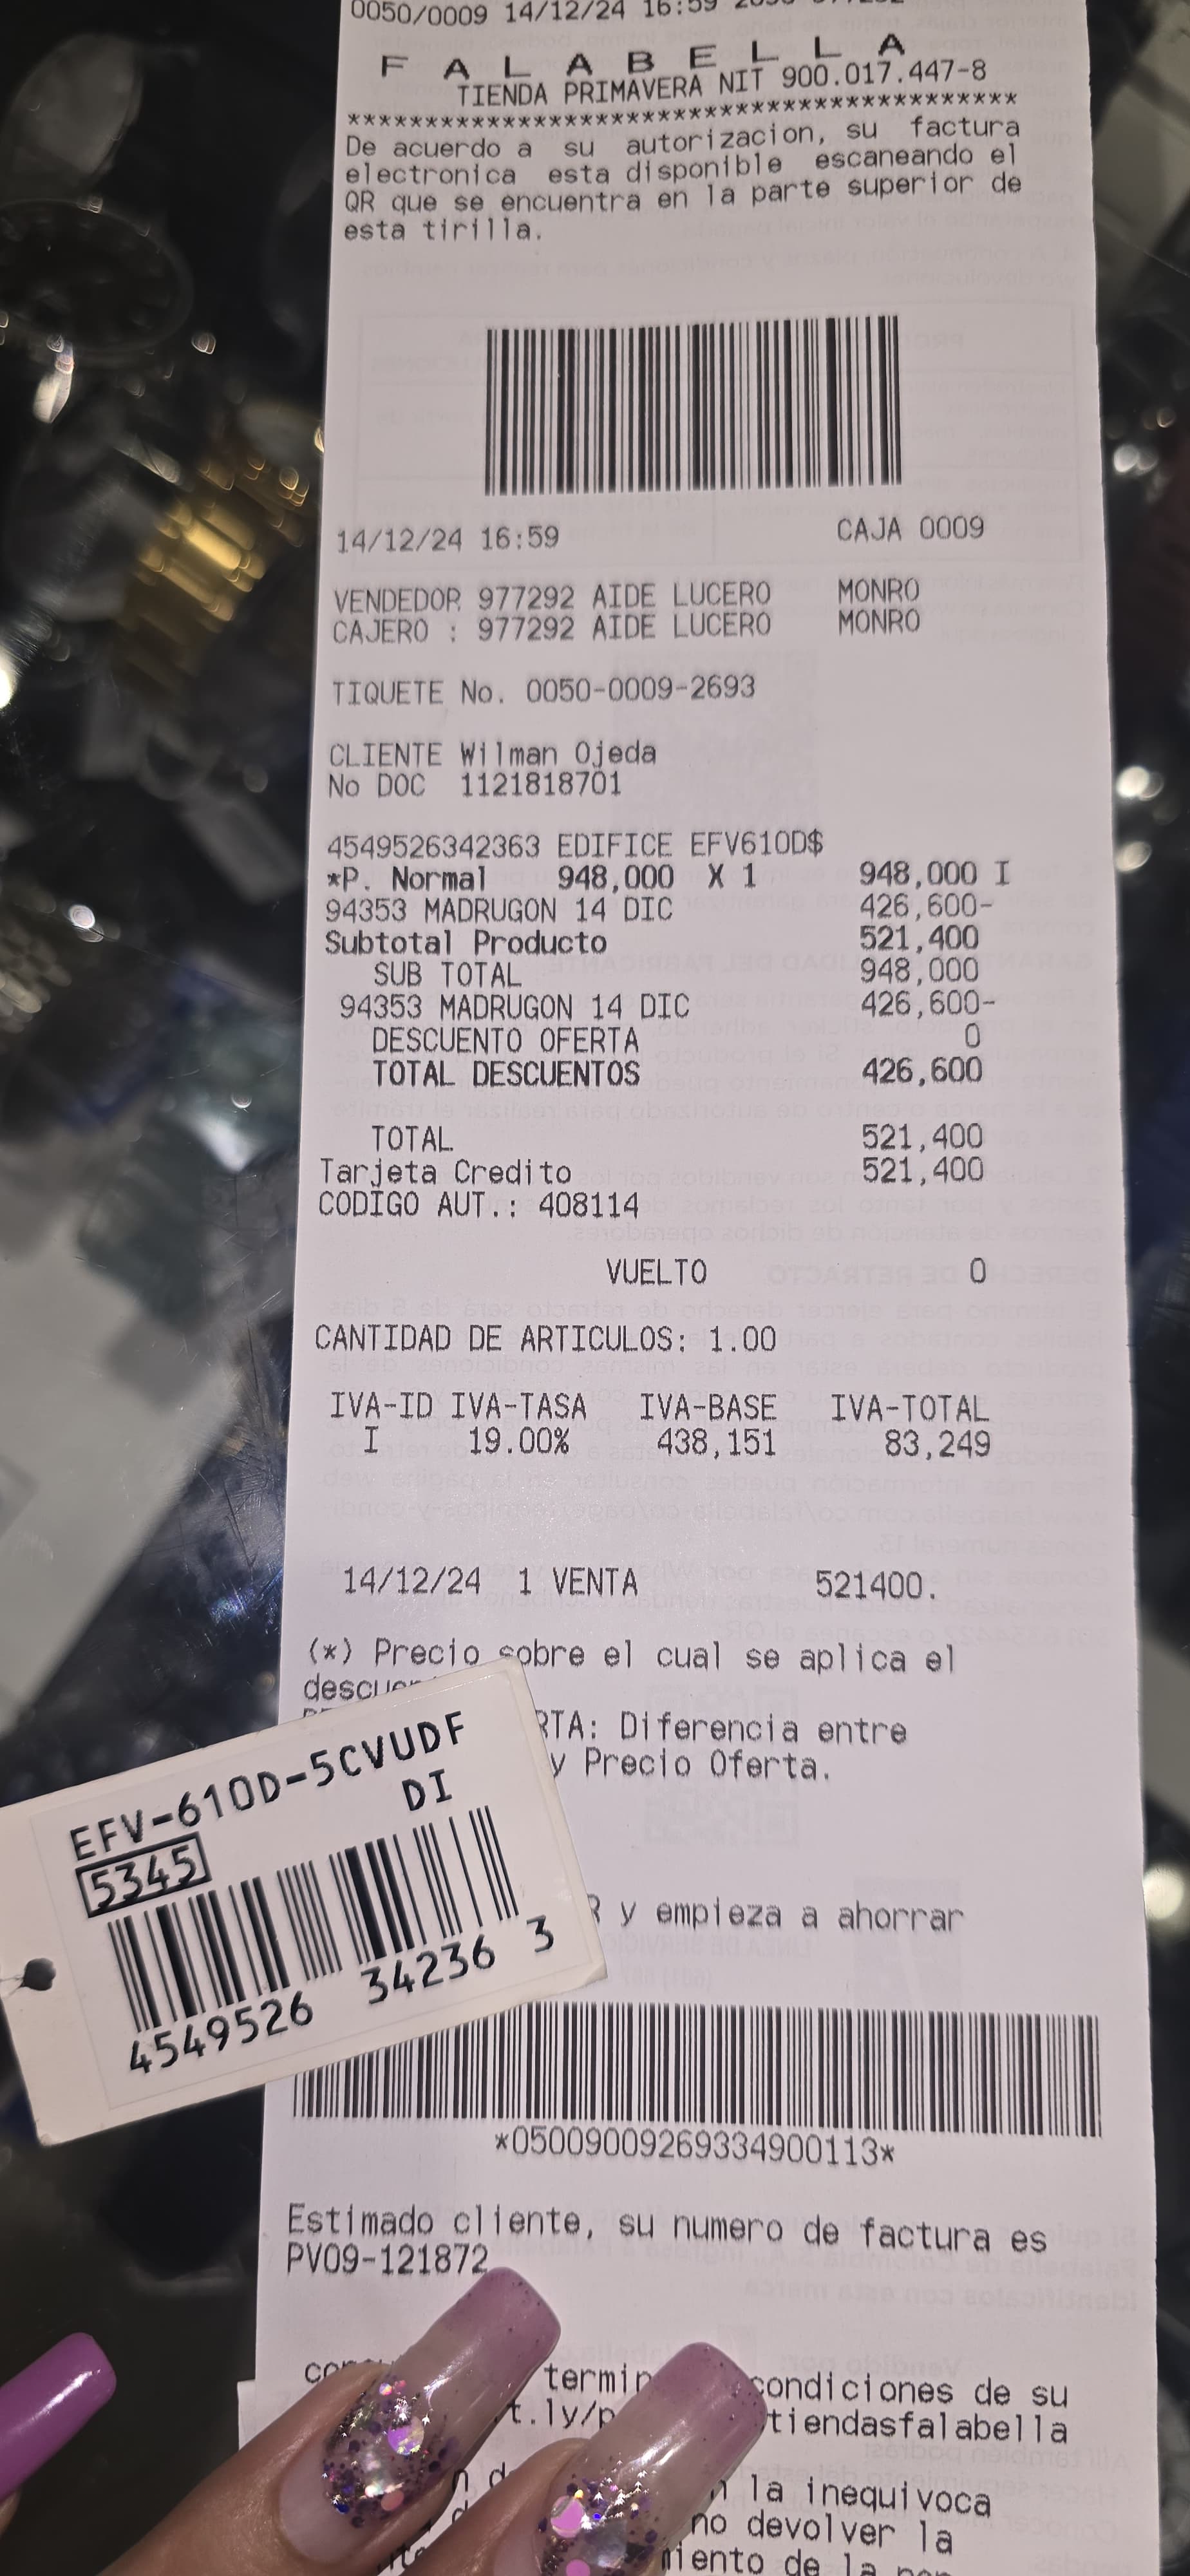 0050/0009 14/12/24 16:59
F A L A B E L L A
TIENDA PRIMAVERA NIT 900.017.447-8
********************************************
De acuerdo a su autorizacion, su factura
electronica esta disponible escaneando el
QR que se encuentra en la parte superior de
esta tirilla.
14/12/24 16:59 CAJA 0009
VENDEDOR 977292 AIDE LUCERO MONRO
CAJERO : 977292 AIDE LUCERO MONRO
TIQUETE No. 0050-0009-2693
CLIENTE Wilman Ojeda
No DOC 1121818701
4549526342363 EDIFICE EFV610D$
*P. Normal 948,000 X 1 948,000 I
94353 MADRUGON 14 DIC 426,600-
Subtotal Producto 521,400
SUB TOTAL 948,000
94353 MADRUGON 14 DIC 426,600-
DESCUENTO OFERTA 0
TOTAL DESCUENTOS 426,600
TOTAL 521,400
Tarjeta Credito 521,400
CODIGO AUT.: 408114
VUELTO 0
CANTIDAD DE ARTICULOS: 1.00
IVA-ID IVA-TASA IVA-BASE IVA-TOTAL
I 19.00% 438,151 83,249
14/12/24 1 VENTA 521400.
(*) Precio sobre el cual se aplica el
RTA: Diferencia entre
y Precio Oferta.
EFV-610D-5CVUDF
DI
5345
4549526 34236 3
y empieza a ahorrar
*05009009269334900113*
Estimado cliente, su numero de factura es
PV09-121872
condiciones de su
tiendasfalabella
la inequivoca
no devolver la
de la